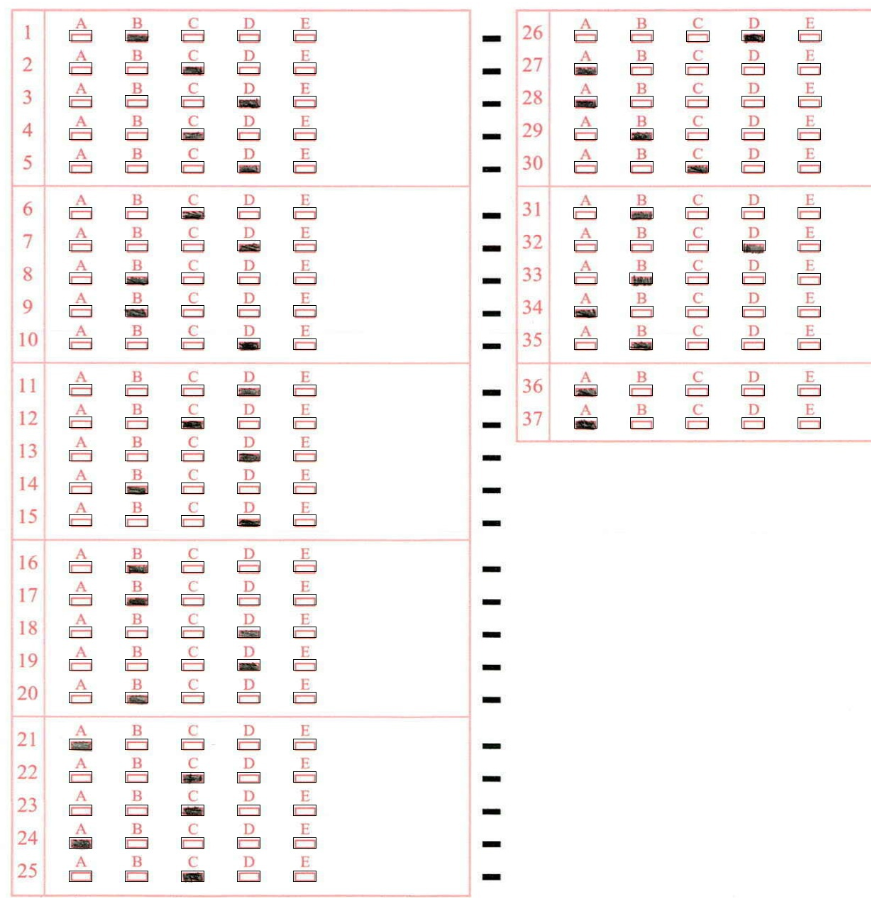 1 A B C D E
2 A B C D E
3 A B C D E
4 A B C D E
5 A B C D E
6 A B C D E
7 A B C D E
8 A B C D E
9 A B C D E
10 A B C D E
11 A B C D E
12 A B C D E
13 A B C D E
14 A B C D E
15 A B C D E
16 A B C D E
17 A B C D E
18 A B C D E
19 A B C D E
20 A B C D E
21 A B C D E
22 A B C D E
23 A B C D E
24 A B C D E
25 A B C D E
26 A B C D E
27 A B C D E
28 A B C D E
29 A B C D E
30 A B C D E
31 A B C D E
32 A B C D E
33 A B C D E
34 A B C D E
35 A B C D E
36 A B C D E
37 A B C D E